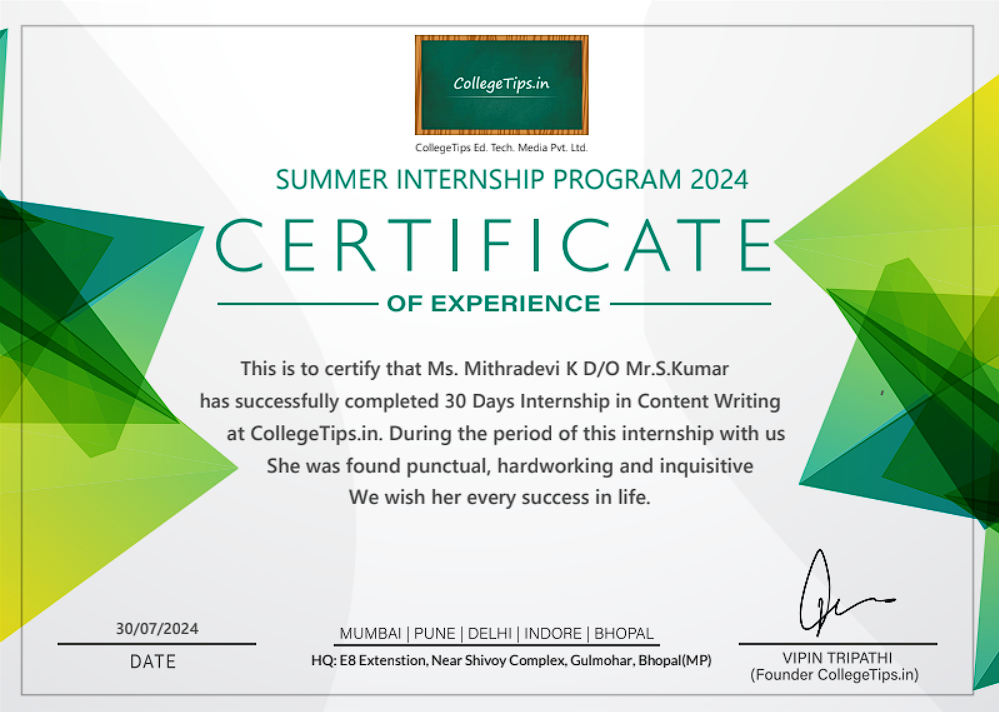 CollegeTips.in
CollegeTips Ed. Tech. Media Pvt. Ltd.
SUMMER INTERNSHIP PROGRAM 2024
CERTIFICATE
OF EXPERIENCE
This is to certify that Ms. Mithradevi K D/O Mr.S.Kumar
has successfully completed 30 Days Internship in Content Writing
at CollegeTips.in. During the period of this internship with us
She was found punctual, hardworking and inquisitive
We wish her every success in life.
30/07/2024
DATE
MUMBAI | PUNE | DELHI | INDORE | BHOPAL
HQ: E8 Extenstion, Near Shivoy Complex, Gulmohar, Bhopal(MP)
VIPIN TRIPATHI
(Founder CollegeTips.in)